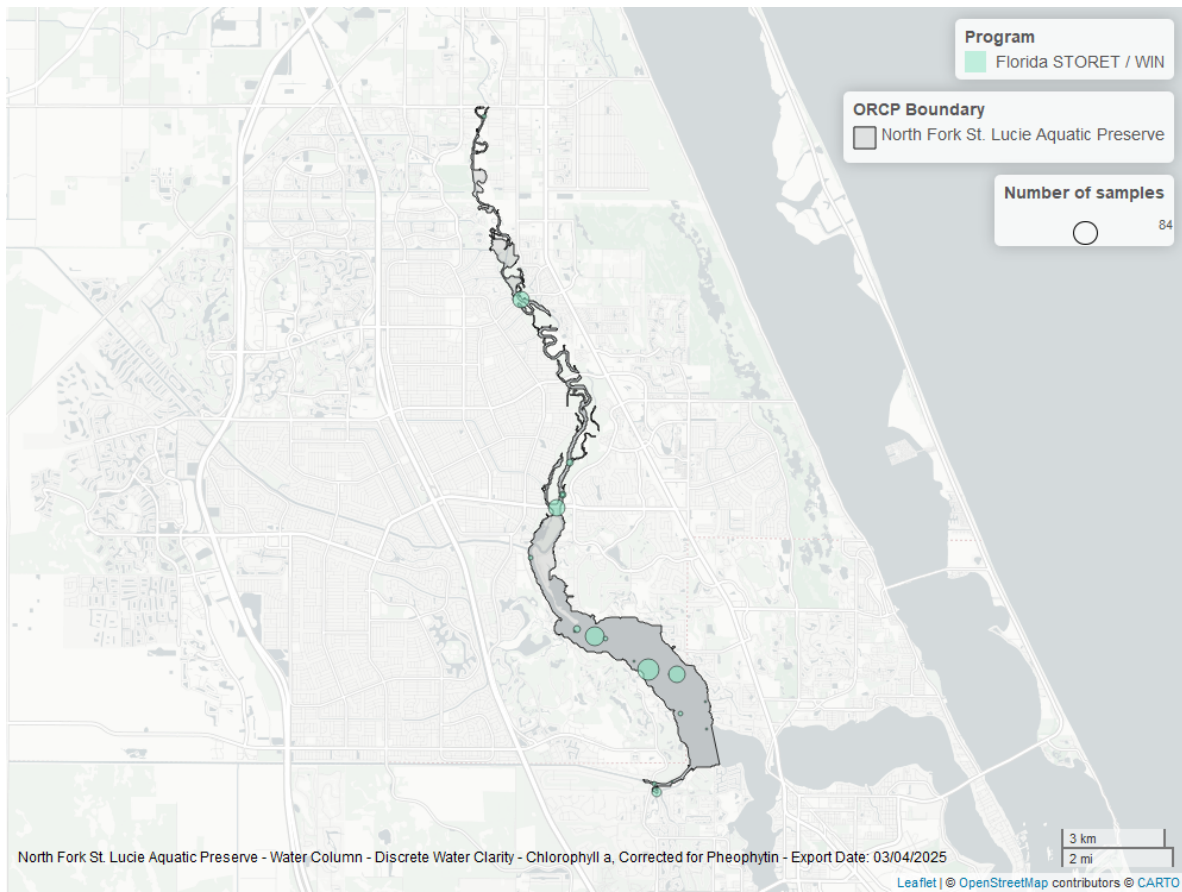 Program
Florida STORET / WIN
ORCP Boundary
North Fork St. Lucie Aquatic Preserve
Number of samples
84
3 km
2 mi
North Fork St. Lucie Aquatic Preserve - Water Column - Discrete Water Clarity - Chlorophyll a, Corrected for Pheophytin - Export Date: 03/04/2025
Leaflet | © OpenStreetMap contributors © CARTO